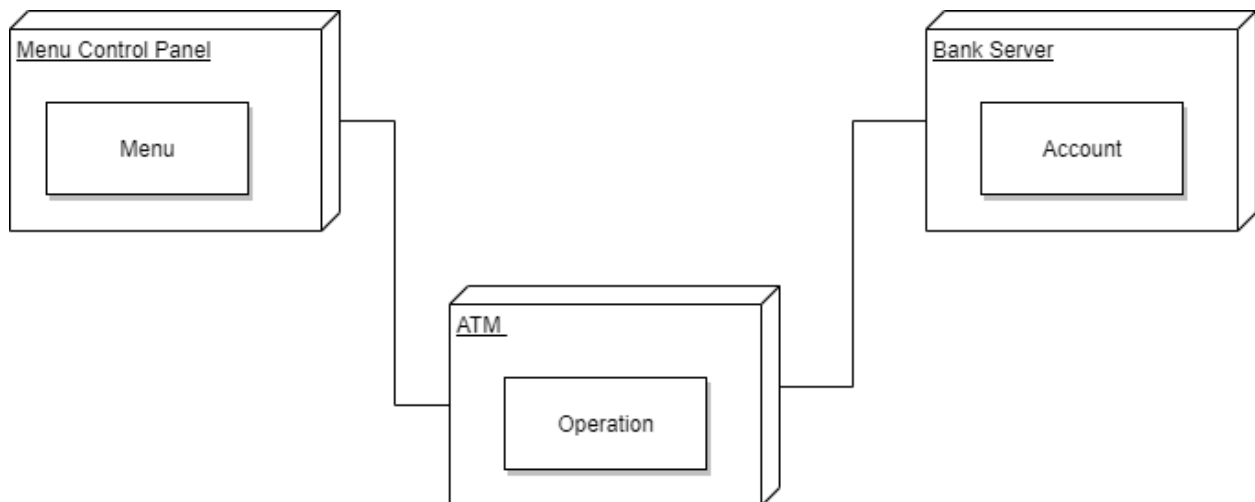 Menu Control Panel
Menu
Bank Server
Account
ATM
Operation